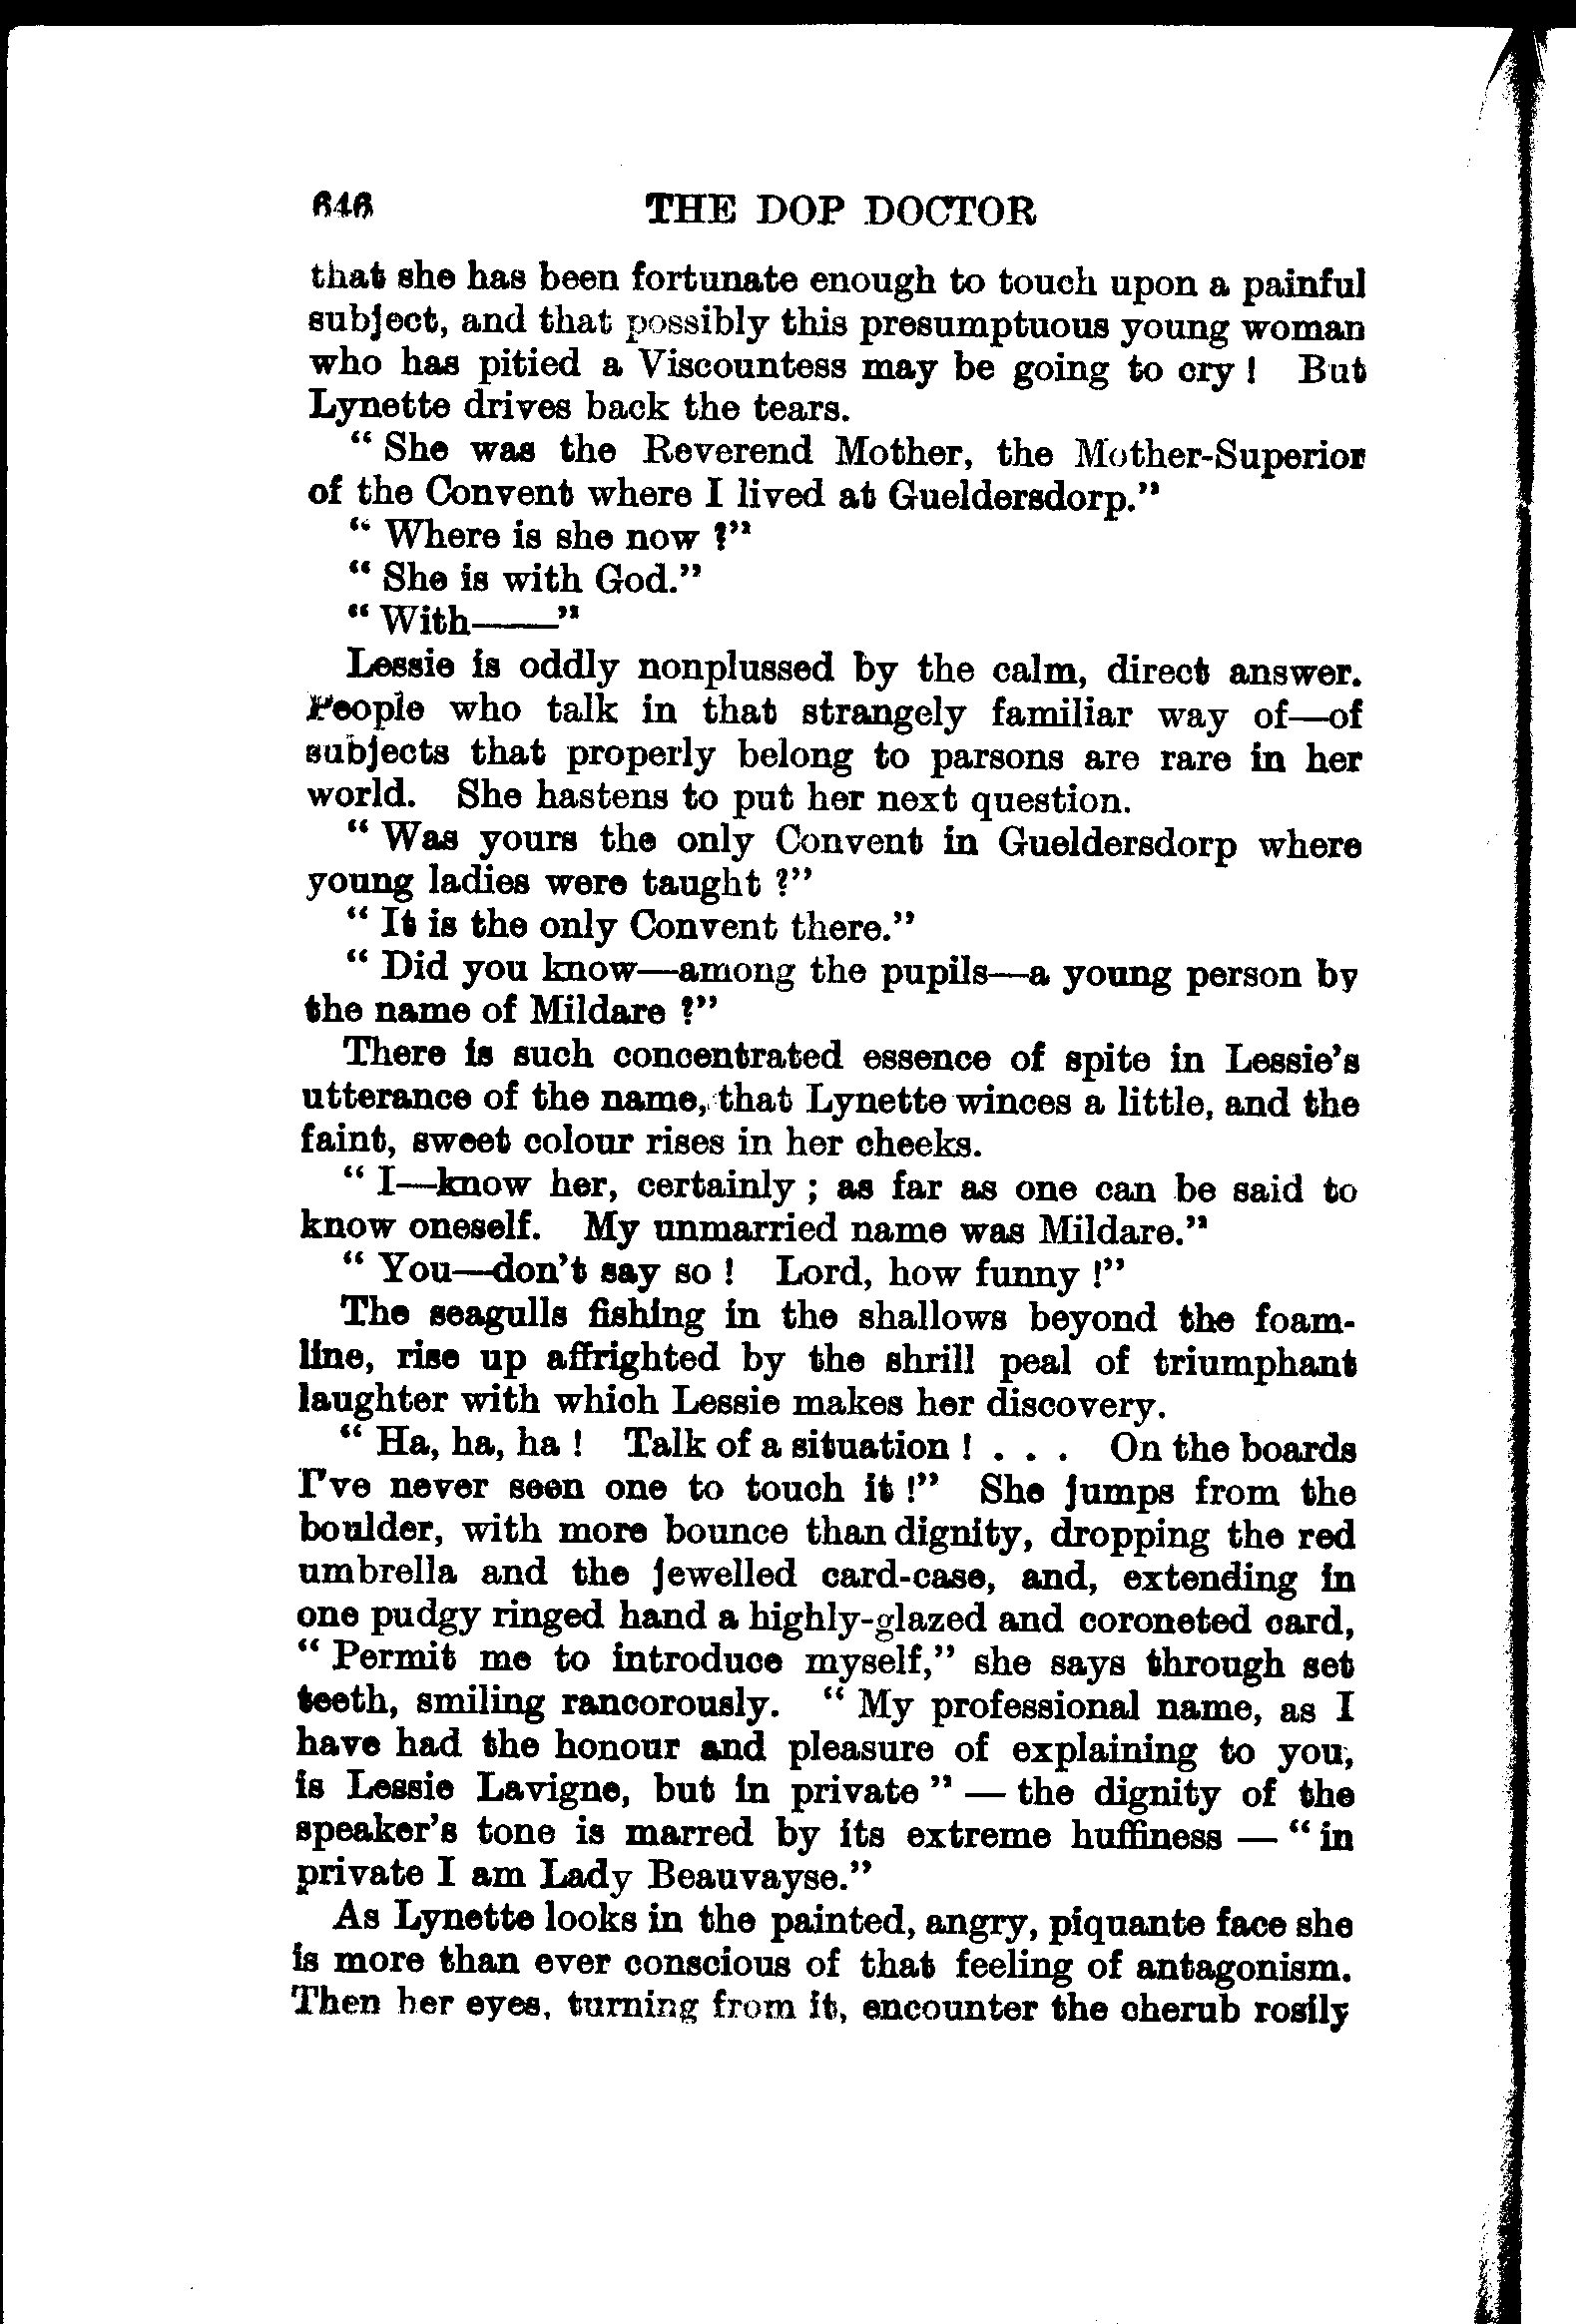 646 THE DOP DOCTOR
that she has been fortunate enough to touch upon a painful
subject, and that possibly this presumptuous young woman
who has pitied a Viscountess may be going to cry ! But
Lynette drives back the tears.
“ She was the Reverend Mother, the Mother-Superior
of the Convent where I lived at Gueldersdorp.”
“ Where is she now ?”
“ She is with God.”
“ With——”
Lessie is oddly nonplussed by the calm, direct answer.
People who talk in that strangely familiar way of—of
subjects that properly belong to parsons are rare in her
world. She hastens to put her next question.
“ Was yours the only Convent in Gueldersdorp where
young ladies were taught ?”
“ It is the only Convent there.”
“ Did you know—among the pupils—a young person by
the name of Mildare ?”
There is such concentrated essence of spite in Lessie’s
utterance of the name, that Lynette winces a little, and the
faint, sweet colour rises in her cheeks.
“ I—know her, certainly ; as far as one can be said to
know oneself. My unmarried name was Mildare.”
“ You—don’t say so ! Lord, how funny !”
The seagulls fishing in the shallows beyond the foam-
line, rise up affrighted by the shrill peal of triumphant
laughter with which Lessie makes her discovery.
“ Ha, ha, ha ! Talk of a situation ! . . . On the boards
I’ve never seen one to touch it !” She jumps from the
boulder, with more bounce than dignity, dropping the red
umbrella and the jewelled card-case, and, extending in
one pudgy ringed hand a highly-glazed and coroneted card,
“ Permit me to introduce myself,” she says through set
teeth, smiling rancorously. “ My professional name, as I
have had the honour and pleasure of explaining to you,
is Lessie Lavigne, but in private ” — the dignity of the
speaker’s tone is marred by its extreme huffiness — “ in
private I am Lady Beauvayse.”
As Lynette looks in the painted, angry, piquante face she
is more than ever conscious of that feeling of antagonism.
Then her eyes, turning from it, encounter the cherub rosily